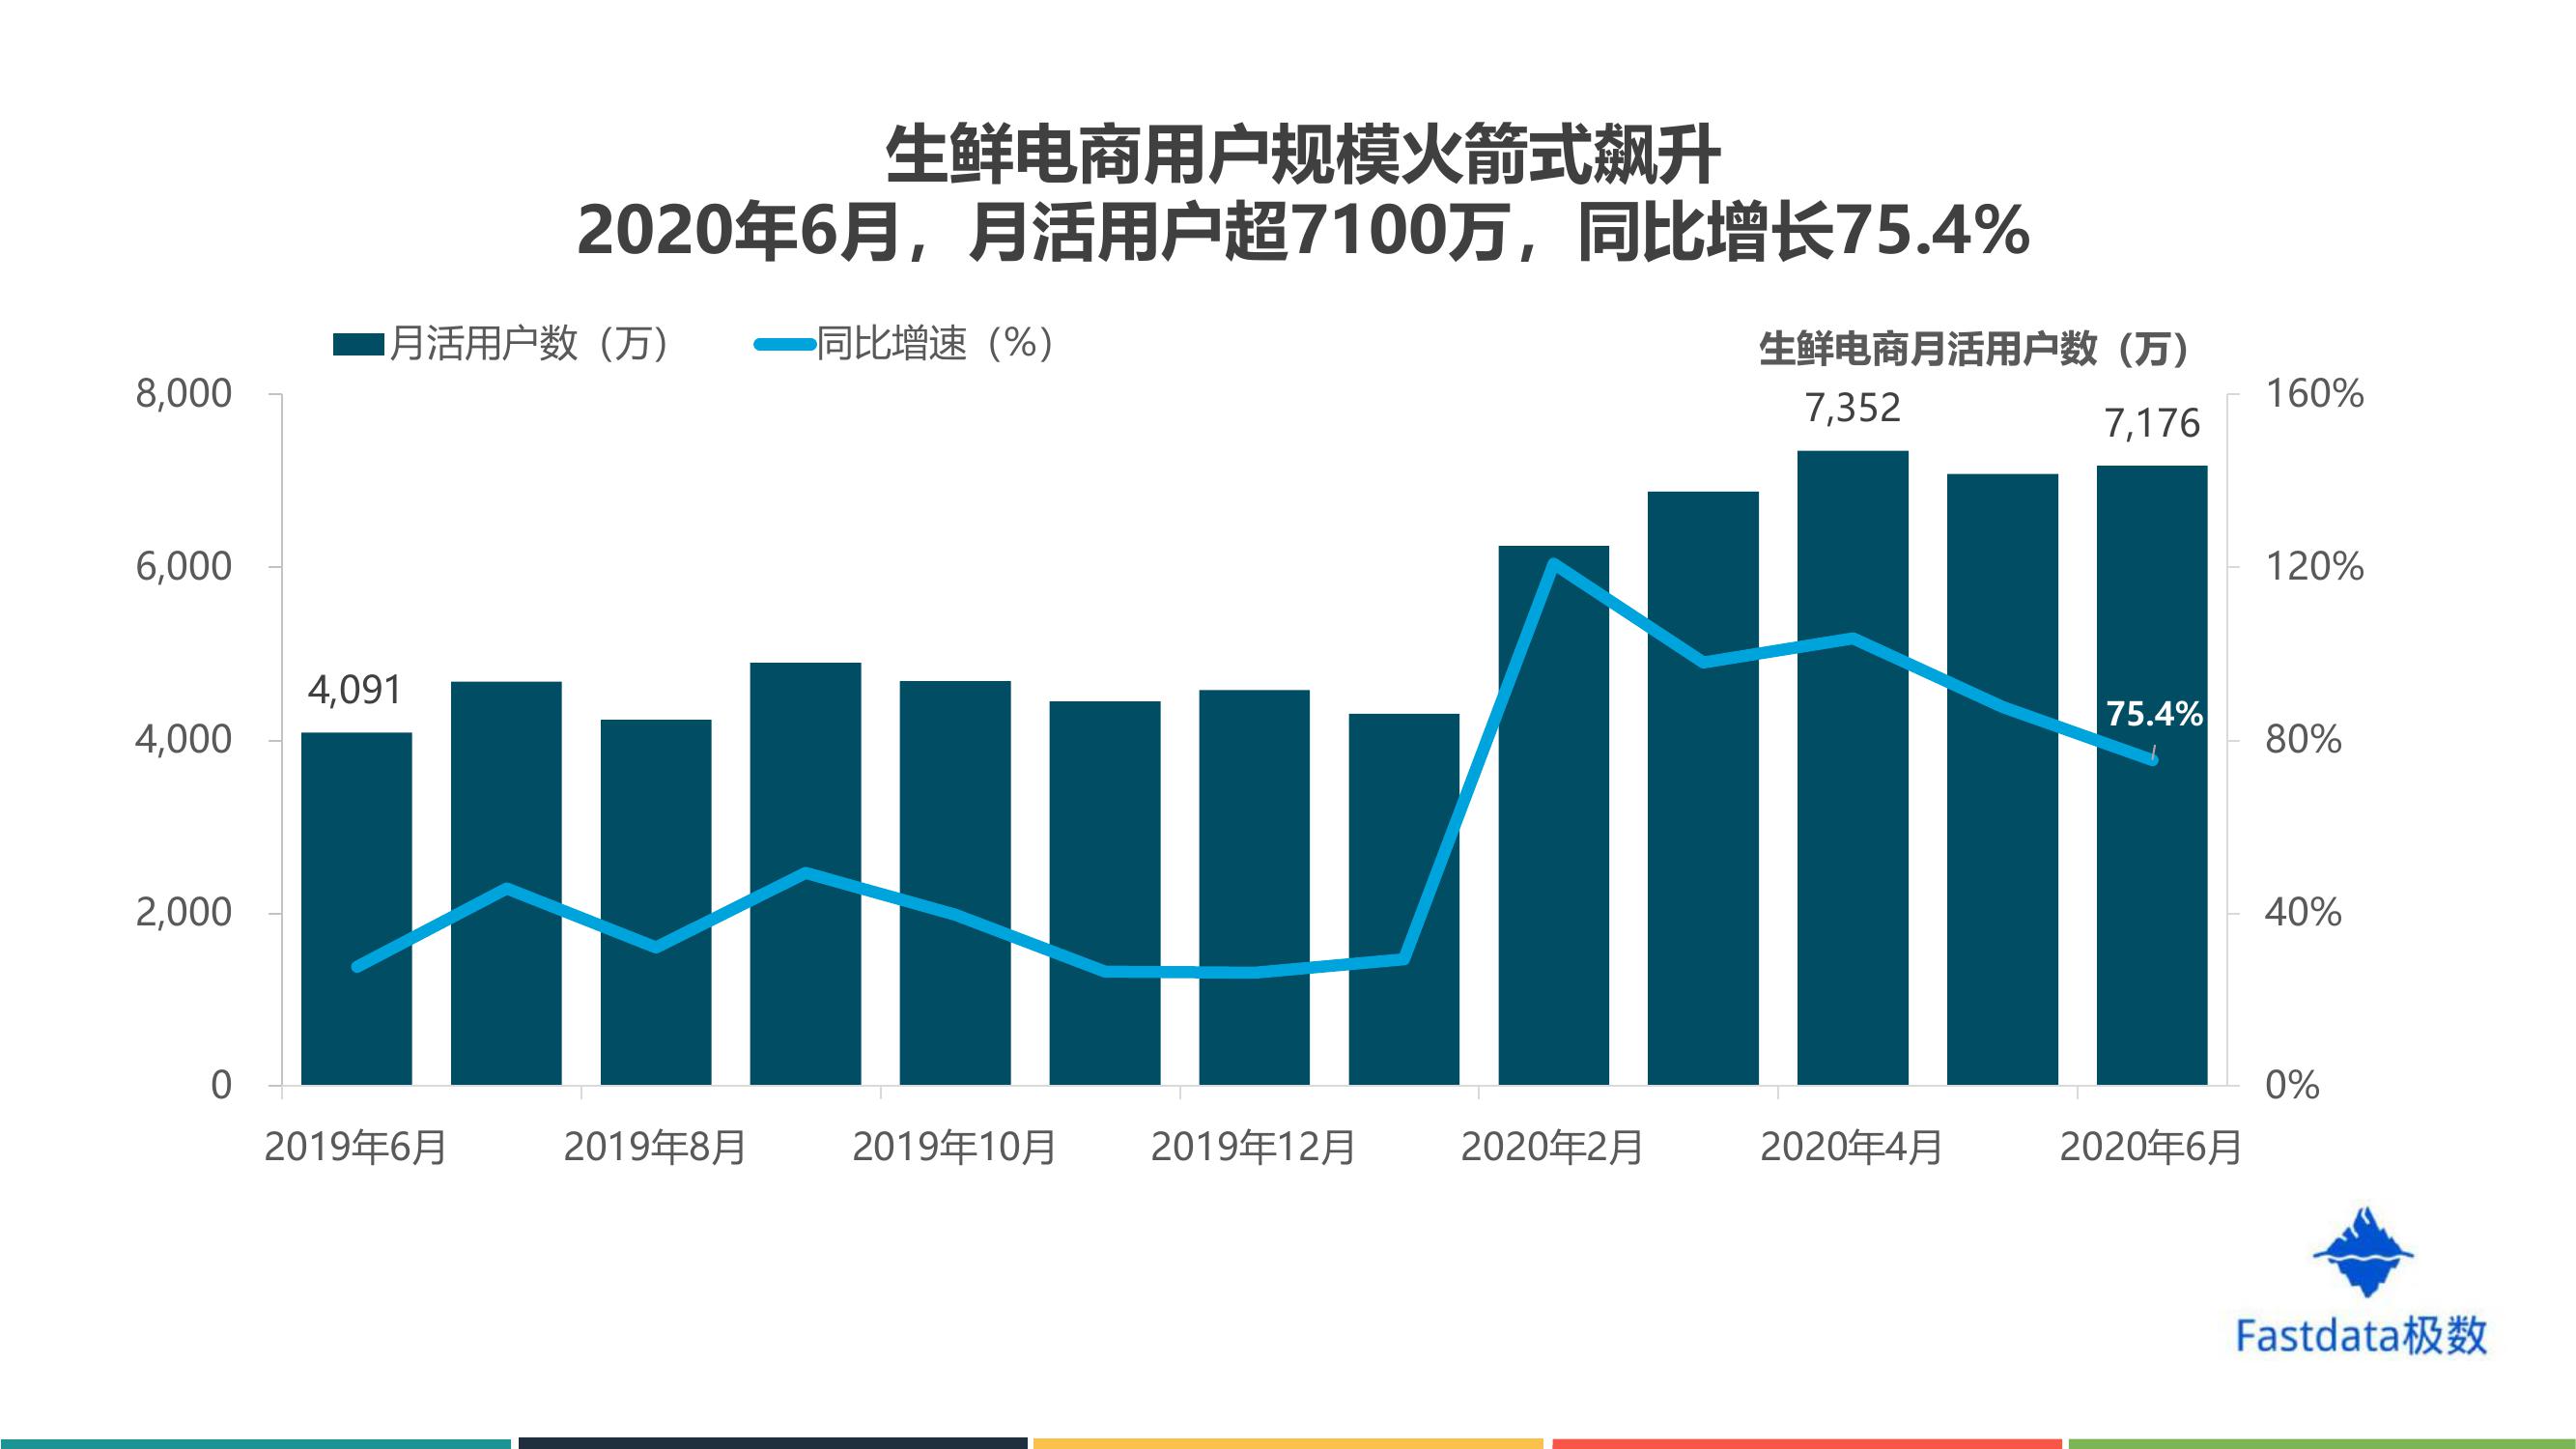 生鲜电商用户规模火箭式飙升
2020年6月，月活用户超7100万，同比增长75.4%
月活用户数（万）
同比增速（%）
生鲜电商月活用户数（万）
8,000
6,000
4,000
2,000
0
160%
120%
80%
40%
0%
4,091
7,352
7,176
75.4%
2019年6月
2019年8月
2019年10月
2019年12月
2020年2月
2020年4月
2020年6月
Fastdata极数